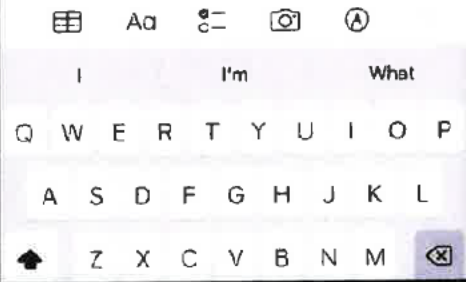 Aa
I I'm What
Q W E R T Y U I O P
A S D F G H J K L
Z X C V B N M